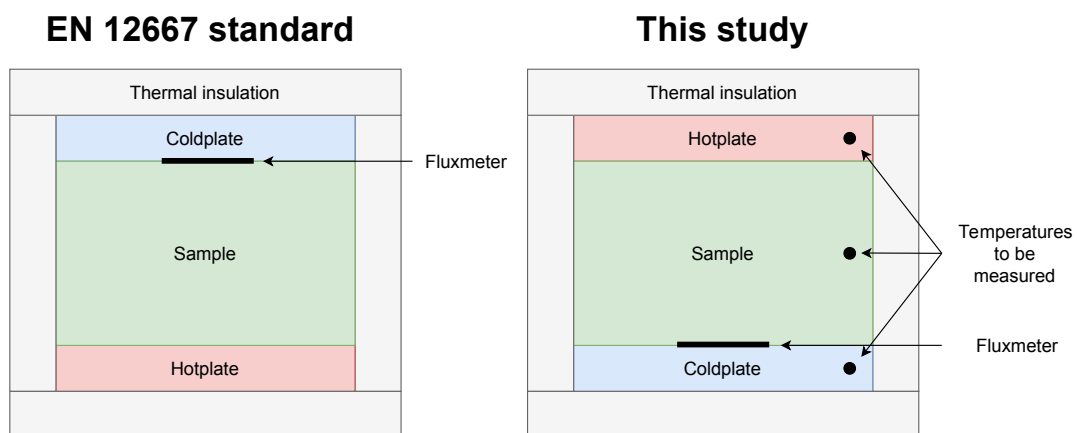 EN 12667 standard
Thermal insulation
Coldplate
Fluxmeter
Sample
Hotplate
This study
Thermal insulation
Hotplate
Sample
Temperatures
to be
measured
Fluxmeter
Coldplate